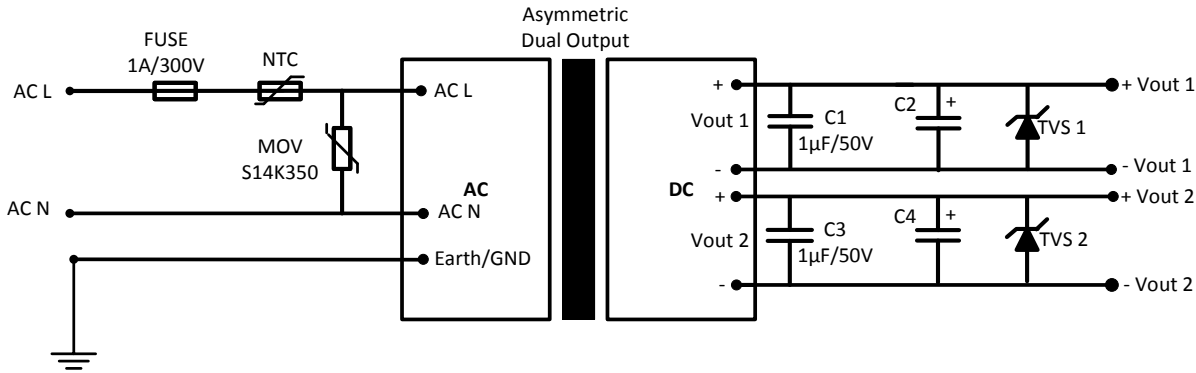 Asymmetric
Dual Output
FUSE
1A/300V
NTC
AC L
AC L
MOV
S14K350
AC
AC N
AC N
Earth/GND
DC
+
Vout 1
-
+
Vout 2
-
C1
1µF/50V
C2
+
TVS 1
C3
1µF/50V
C4
+
TVS 2
+ Vout 1
- Vout 1
+ Vout 2
- Vout 2